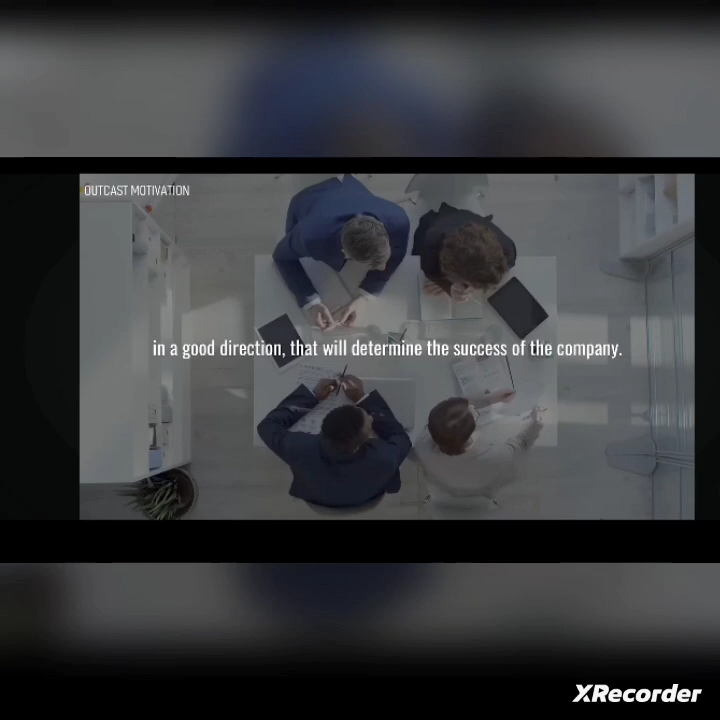 OUTCAST MOTIVATION
in a good direction, that will determine the success of the company.
XRecorder